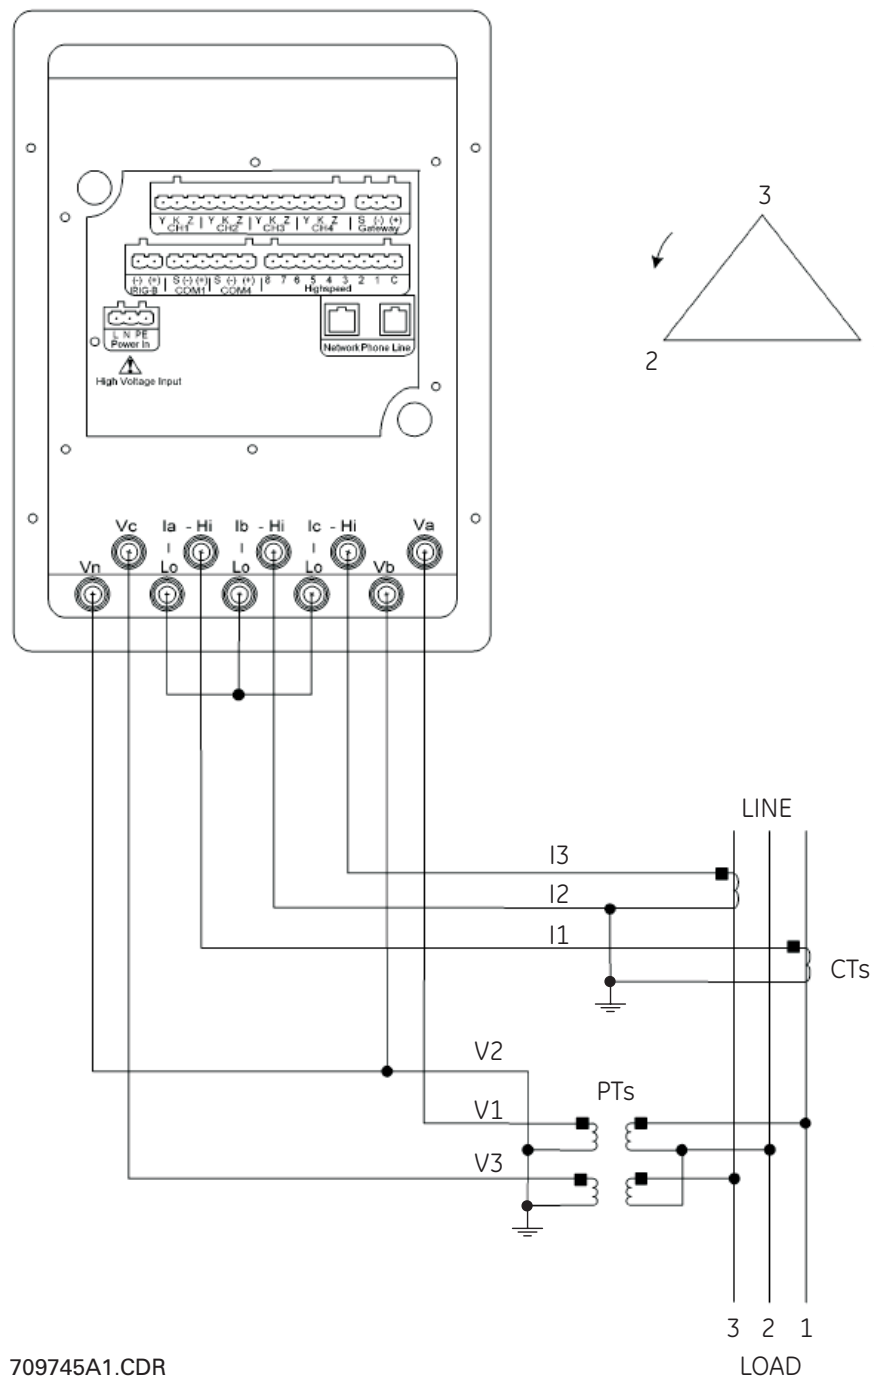 Y K Z | Y K Z | Y K Z | Y K Z | S (-) (+)
CH1 CH2 CH3 CH4 Gateway
(-) (+) S (-) (+) S (-) (+) 8 7 6 5 4 3 2 1 C
IRIG-B COM1 COM4 Highspeed
L N PE
Power In
Network Phone Line
High Voltage Input
3
2
Vc Ia - Hi Ib - Hi Ic - Hi Va
Vn Lo Lo Lo Vb
LINE
I3
I2
I1
CTs
V2
PTs
V1
V3
3 2 1
LOAD
709745A1.CDR